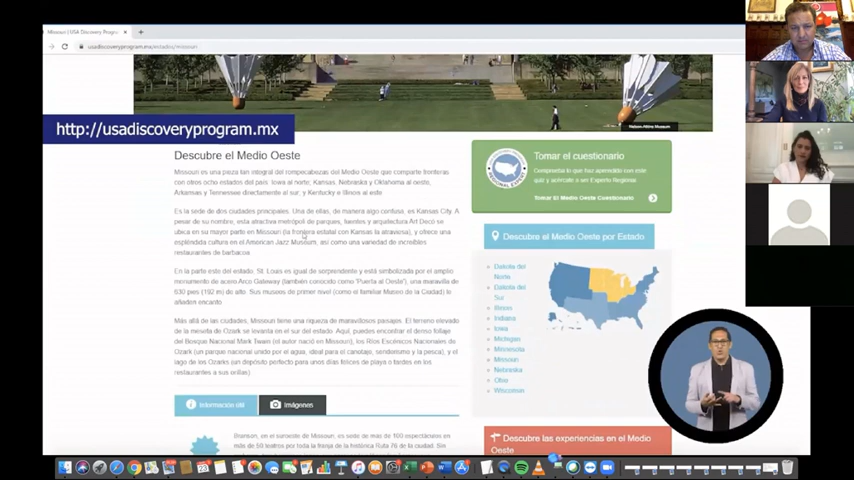 Missouri | USA Discovery Progra
usadiscoveryprogram.mx/estados/missouri
Nelson-Atkins Museum
http://usadiscoveryprogram.mx
Descubre el Medio Oeste
Missouri es una pieza tan integral del rompecabezas del Medio Oeste que comparte fronteras
con otros ocho estados del país: Iowa al norte; Kansas, Nebraska y Oklahoma al oeste,
Arkansas y Tennessee directamente al sur, y Kentucky e Illinois al este
Es la sede de dos ciudades principales. Una de ellas, de manera algo confusa, es Kansas City. A
pesar de su nombre, esta atractiva metrópoli de parques, fuentes y arquitectura Art Decó se
ubica en su mayor parte en Missouri (la frontera estatal con Kansas la atraviesa), y ofrece una
espléndida cultura en el American Jazz Museum, así como una variedad de increíbles
restaurantes de barbacoa.
En la parte este del estado, St. Louis es igual de sorprendente y está simbolizada por el amplio
monumento de acero Arco Gateway (también conocido como "Puerta al Oeste"), una maravilla de
630 pies (192 m) de alto. Sus museos de primer nivel (como el familiar Museo de la Ciudad) le
añaden encanto.
Más allá de las ciudades, Missouri tiene una riqueza de maravillosos paisajes. El terreno elevado
de la meseta de Ozark se levanta en el sur del estado. Aquí, puedes encontrar el denso follaje
del Bosque Nacional Mark Twain (el autor nació en Missouri), los Ríos Escénicos Nacionales de
Ozark (un parque nacional unido por el agua, ideal para el canotaje, senderismo y la pesca), y el
lago de los Ozarks (un depósito perfecto para unos días felices de playa o tardes en los
restaurantes a sus orillas).
Información útil
Imágenes
Branson, en el suroeste de Missouri, es sede de más de 100 espectáculos en
más de 50 teatros por toda la franja de la histórica Ruta 76 de la ciudad. Sin
Tomar el cuestionario
Comprueba lo que has aprendido con este
quiz y acércate a ser Experto Regional
Tomar El Medio Oeste Cuestionario
REGIONAL EXPERT
Descubre el Medio Oeste por Estado
Dakota del
Norte
Dakota del
Sur
Illinois
Indiana
Iowa
Michigan
Minnesota
Missouri
Nebraska
Ohio
Wisconsin
Descubre las experiencias en el Medio
Oeste